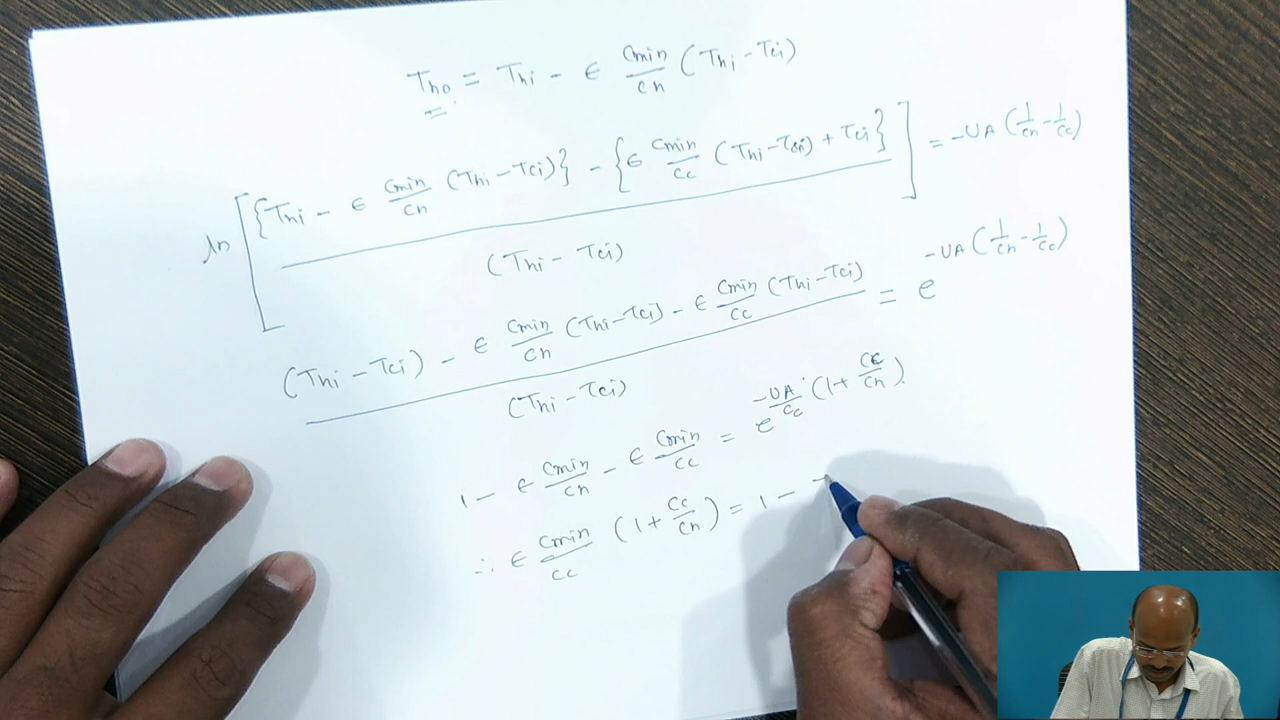 Tho = Thi - ϵ Cmin/Ch (Thi - Tci)
ln [ {Thi - ϵ Cmin/Ch (Thi - Tci)} - {ϵ Cmin/Cc (Thi - Tci) + Tci} / (Thi - Tci) ] = -UA (1/Ch - 1/Cc)
(Thi - Tci) - ϵ Cmin/Ch (Thi - Tci) - ϵ Cmin/Cc (Thi - Tci) / (Thi - Tci) = e^-UA (1/Ch - 1/Cc)
1 - ϵ Cmin/Ch - ϵ Cmin/Cc = e^-UA/Cc (1 + Cc/Ch)
∴ ϵ Cmin/Cc (1 + Cc/Ch) = 1 -